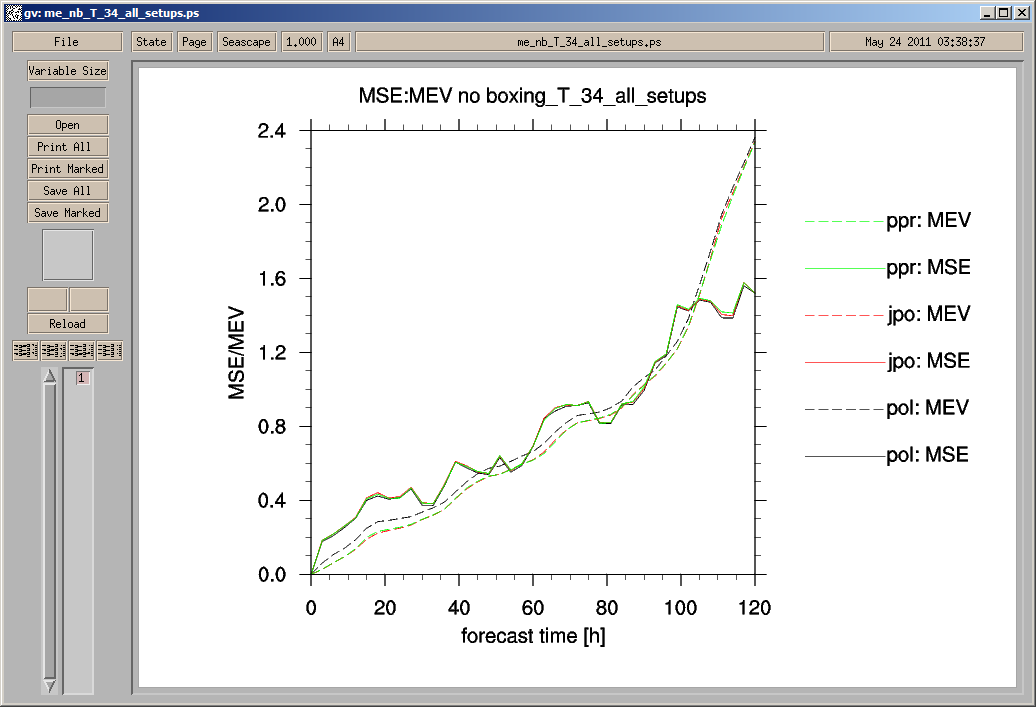 gv: me_nb_T_34_all_setups.ps
File
State
Page
Seascape
1.000
A4
me_nb_T_34_all_setups.ps
May 24 2011 03:38:37
Variable Size
Open
Print All
Print Marked
Save All
Save Marked
Reload
1
MSE:MEV no boxing_T_34_all_setups
2.4
2.0
1.6
1.2
0.8
0.4
0.0
MSE/MEV
0 20 40 60 80 100 120
forecast time [h]
ppr: MEV
ppr: MSE
jpo: MEV
jpo: MSE
pol: MEV
pol: MSE